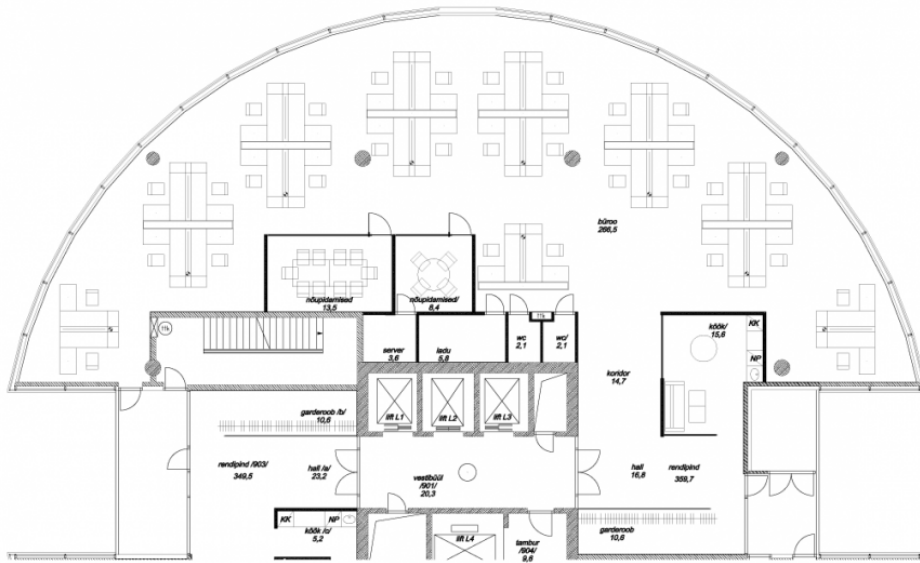 büroo
266,5
nõupidamised
13,5
nõupidamised/
8,4
server
3,6
ladu
5,8
wc
2,1
wc/
2,1
köök/
15,6
KK
NP
koridor
14,7
lift L1
lift L2
lift L3
garderoob /b/
10,6
rendipind /903/
349,5
hall /a/
23,2
vestibüül
/901/
20,3
hall
16,8
rendipind
359,7
KK
NP
köök /c/
5,2
lift L4
tambur
/904/
9,6
garderoob
10,6